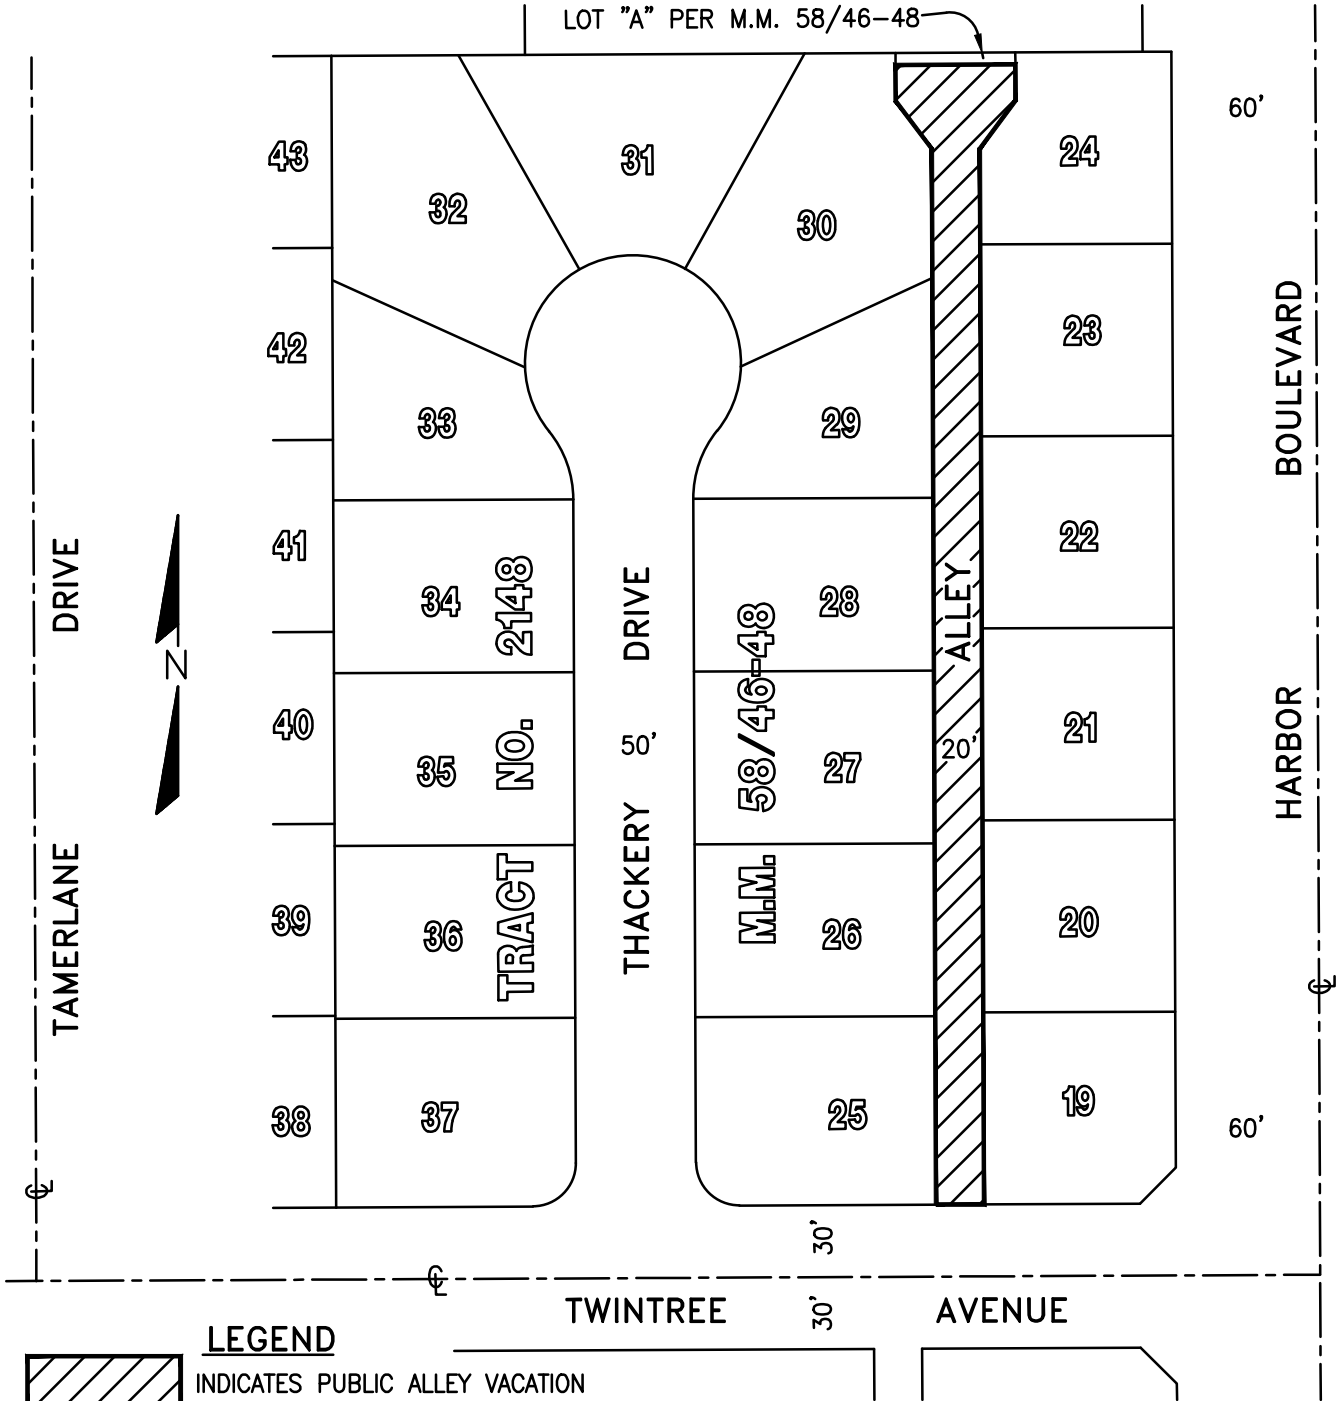 LOT "A" PER M.M. 58/46-48
60'
43
31
24
32
30
23
42
33
29
BOULEVARD
41
22
DRIVE
34
2148
DRIVE
28
ALLEY
N
40
35
NO.
50'
58/46-48
27
20'
21
HARBOR
TAMERLANE
39
36
TRACT
THACKERY
M.M.
26
20
℄
38
37
25
19
60'
℄
30'
℄
TWINTREE
30'
AVENUE
LEGEND
INDICATES PUBLIC ALLEY VACATION